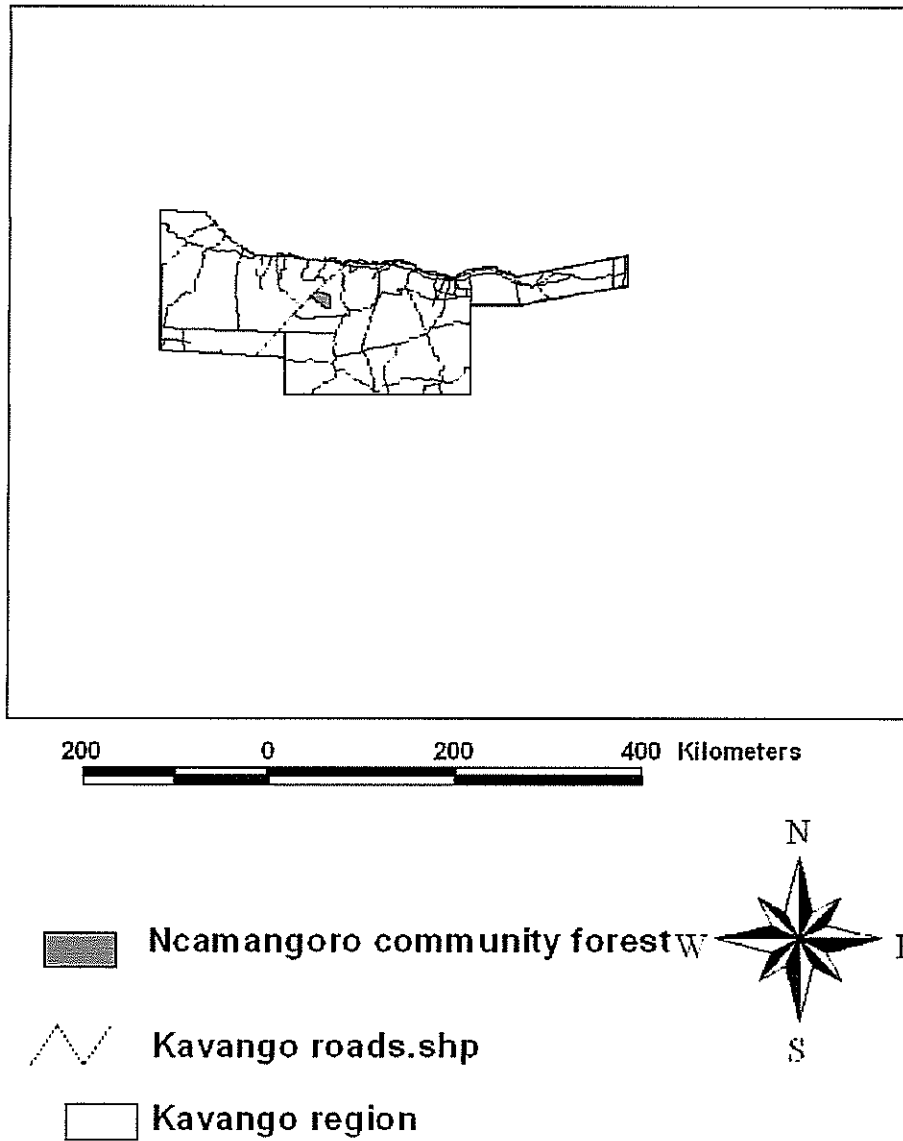 200 0 200 400 Kilometers
N
Ncamangoro community forest W
S
Kavango roads.shp
Kavango region